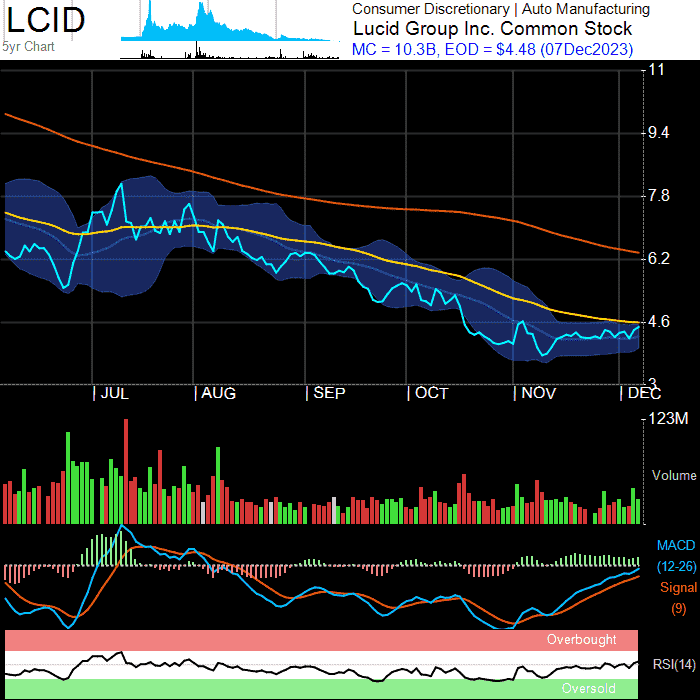 LCID
5yr Chart
Consumer Discretionary | Auto Manufacturing
Lucid Group Inc. Common Stock
MC = 10.3B, EOD = $4.48 (07Dec2023)
11
9.4
7.8
6.2
4.6
3
| JUL | AUG | SEP | OCT | NOV | DEC
123M
Volume
MACD
(12-26)
Signal
(9)
Overbought
RSI(14)
Oversold